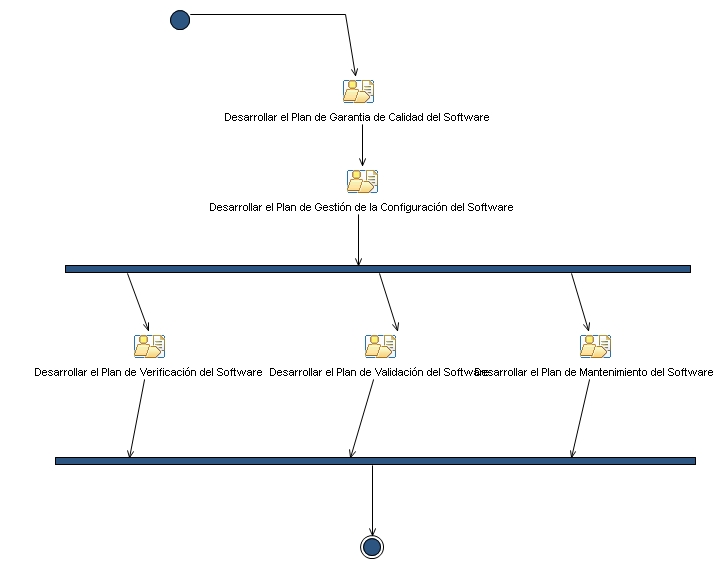 Desarrollar el Plan de Garantia de Calidad del Software
Desarrollar el Plan de Gestión de la Configuración del Software
Desarrollar el Plan de Verificación del Software
Desarrollar el Plan de Validación del Software
Desarrollar el Plan de Mantenimiento del Software